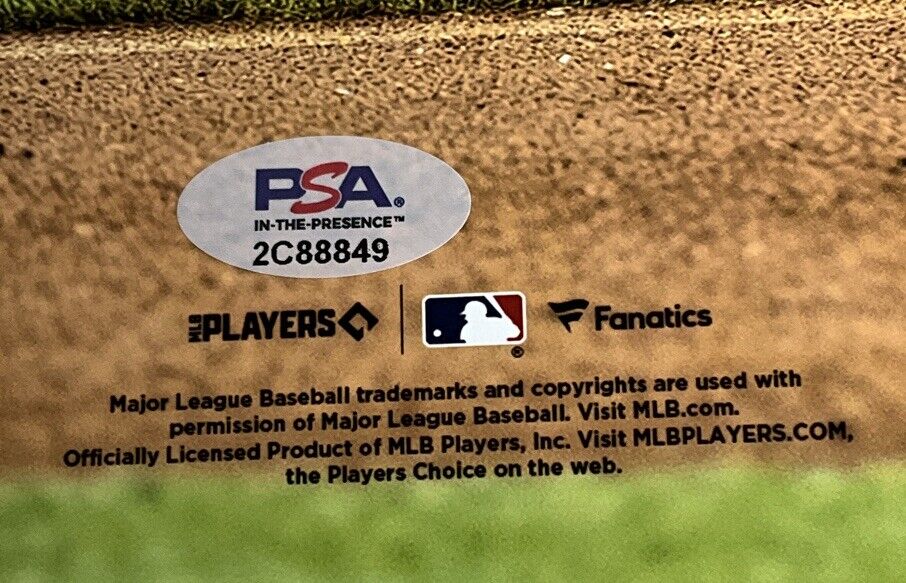 PSA®
IN-THE-PRESENCE™
2C88849
MLB PLAYERS
®
Fanatics
Major League Baseball trademarks and copyrights are used with
permission of Major League Baseball. Visit MLB.com.
Officially Licensed Product of MLB Players, Inc. Visit MLBPLAYERS.COM,
the Players Choice on the web.